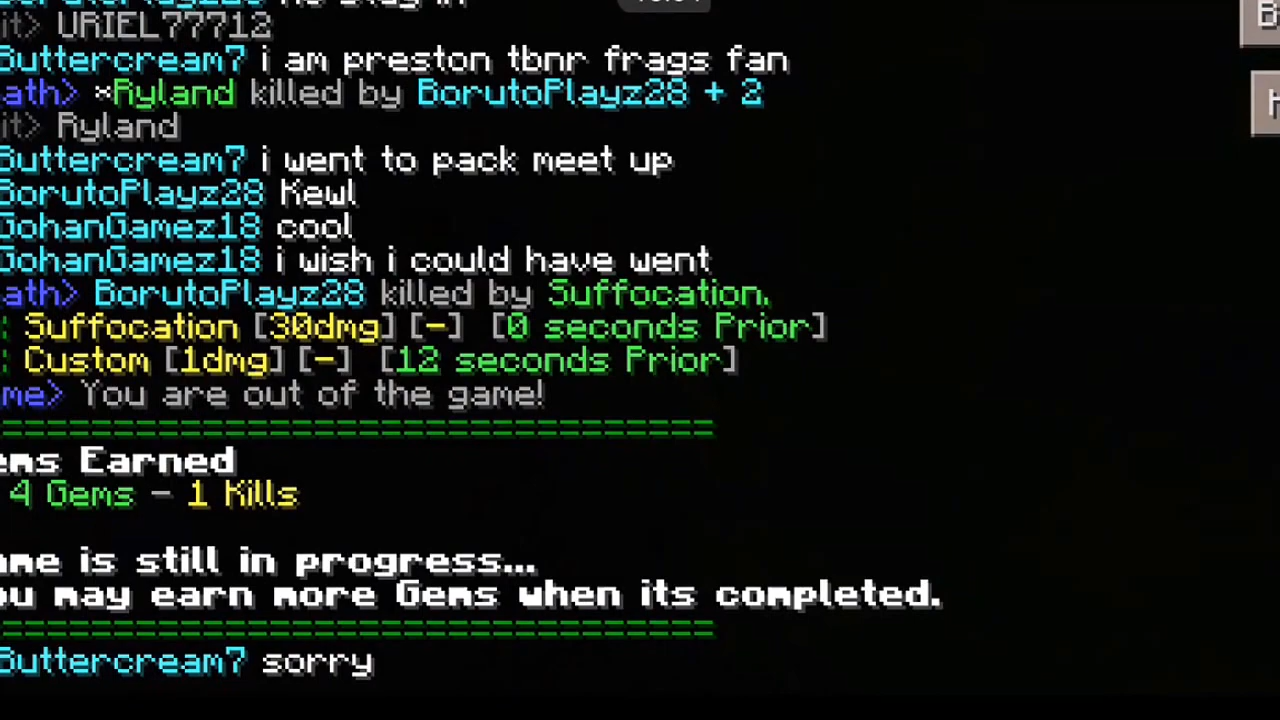 it> URIEL77712
Buttercream7 i am preston tbnr frags fan
ath> ×Ryland killed by BorutoPlayz28 + 2
it> Ryland
Buttercream7 i went to pack meet up
BorutoPlayz28 Kewl
GohanGamez18 cool
GohanGamez18 i wish i could have went
ath> BorutoPlayz28 killed by Suffocation.
: Suffocation [30dmg] [-] [0 seconds Prior]
: Custom [1dmg] [-] [12 seconds Prior]
me> You are out of the game!
==================================
ems Earned
4 Gems - 1 Kills
ame is still in progress...
ou may earn more Gems when its completed.
==================================
Buttercream7 sorry